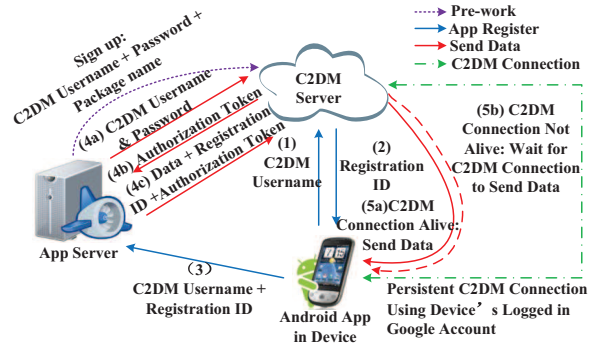 Pre-work
App Register
Send Data
C2DM Connection
Sign up:
C2DM Username + Password +
Package name
(4a) C2DM Username
& Password
(4b) Authorization Token
(4c) Data + Registration
ID +Authorization Token
C2DM
Server
(1)
C2DM
Username
(2)
Registration
ID
(5a)C2DM
Connection Alive:
Send Data
(5b) C2DM
Connection Not
Alive: Wait for
C2DM Connection
to Send Data
App Server
(3)
C2DM Username +
Registration ID
Android App
in Device
Persistent C2DM Connection
Using Device's Logged in
Google Account